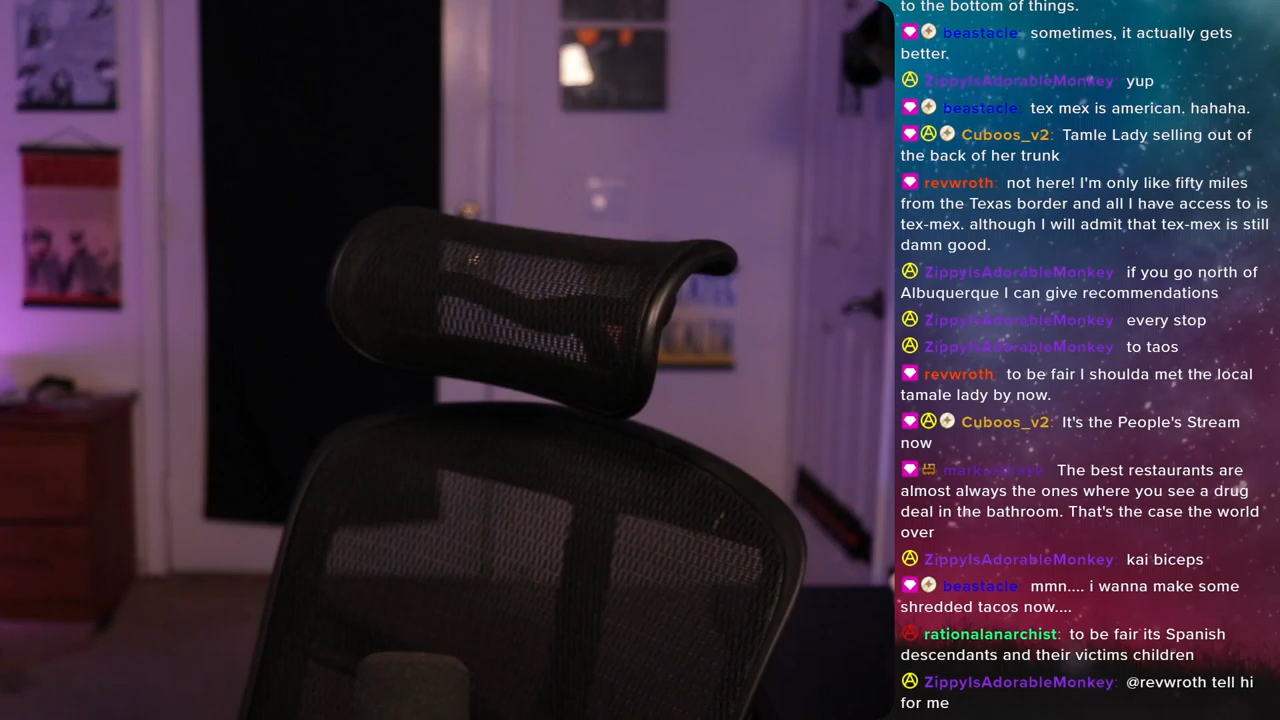 to the bottom of things.
beastacle: sometimes, it actually gets
better.
ZippyIsAdorableMonkey: yup
beastacle: tex mex is american. hahaha.
Cuboos_v2: Tamle Lady selling out of
the back of her trunk
revwroth: not here! I'm only like fifty miles
from the Texas border and all I have access to is
tex-mex. although I will admit that tex-mex is still
damn good.
ZippyIsAdorableMonkey: if you go north of
Albuquerque I can give recommendations
ZippyIsAdorableMonkey: every stop
ZippyIsAdorableMonkey: to taos
revwroth: to be fair I shoulda met the local
tamale lady by now.
Cuboos_v2: It's the People's Stream
now
The best restaurants are
almost always the ones where you see a drug
deal in the bathroom. That's the case the world
over
ZippyIsAdorableMonkey: kai biceps
beastacle: mmn.... i wanna make some
shredded tacos now....
rationalanarchist: to be fair its Spanish
descendants and their victims children
ZippyIsAdorableMonkey: @revwroth tell hi
for me